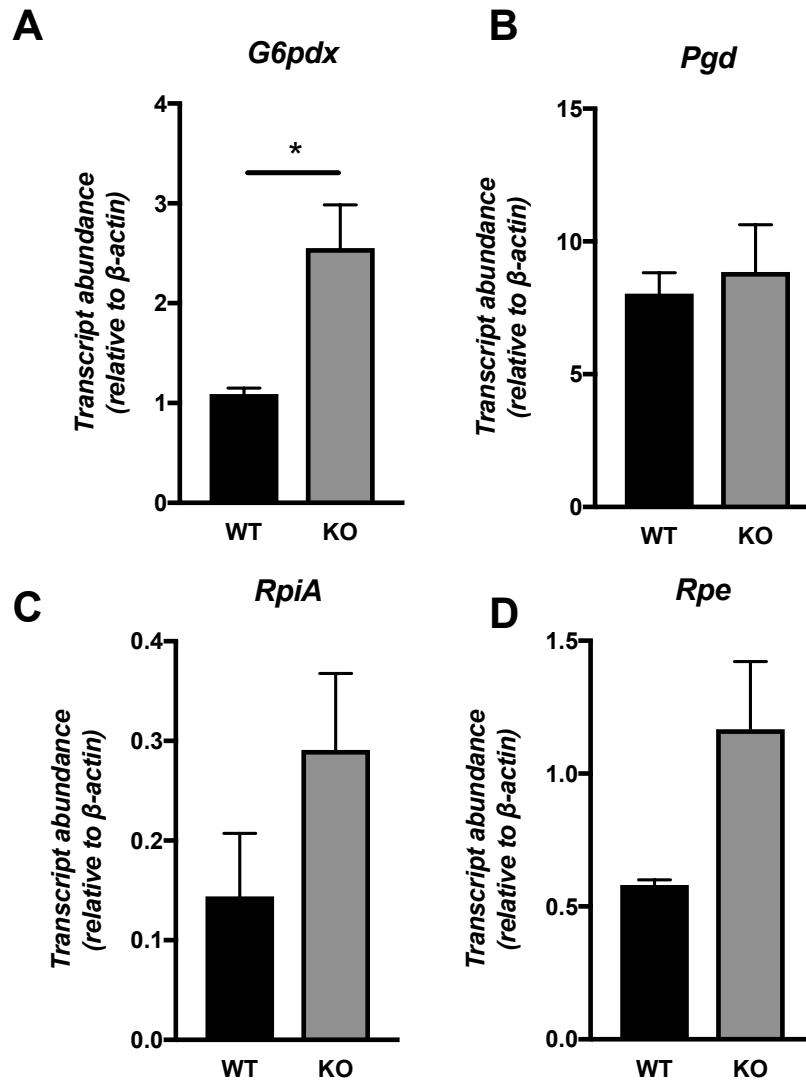 A
G6pdx
Transcript abundance
(relative to β-actin)
4
3
2
1
0
*
WT
KO
B
Pgd
Transcript abundance
(relative to β-actin)
15
10
5
0
WT
KO
C
RpiA
Transcript abundance
(relative to β-actin)
0.4
0.3
0.2
0.1
0.0
WT
KO
D
Rpe
Transcript abundance
(relative to β-actin)
1.5
1.0
0.5
0.0
WT
KO